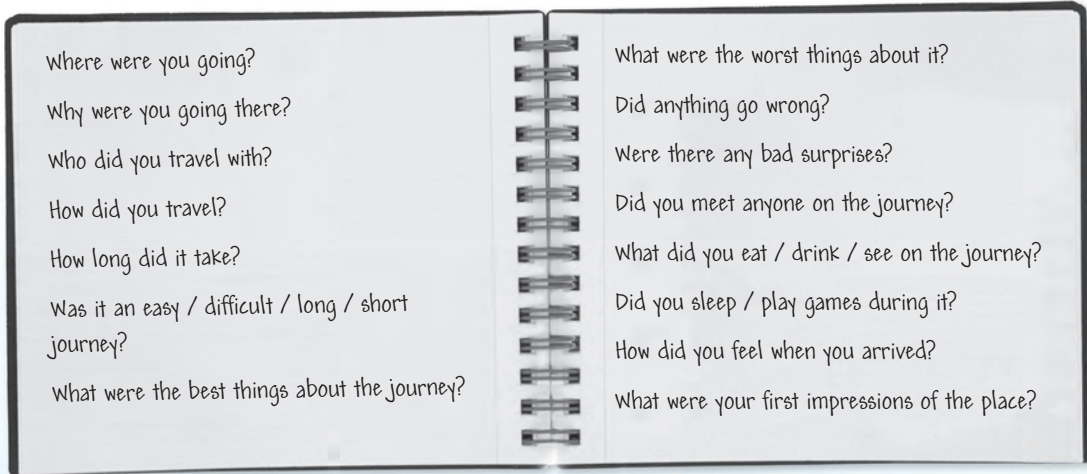 Where were you going?
Why were you going there?
Who did you travel with?
How did you travel?
How long did it take?
Was it an easy / difficult / long / short
journey?
What were the best things about the journey?
What were the worst things about it?
Did anything go wrong?
Were there any bad surprises?
Did you meet anyone on the journey?
What did you eat / drink / see on the journey?
Did you sleep / play games during it?
How did you feel when you arrived?
What were your first impressions of the place?